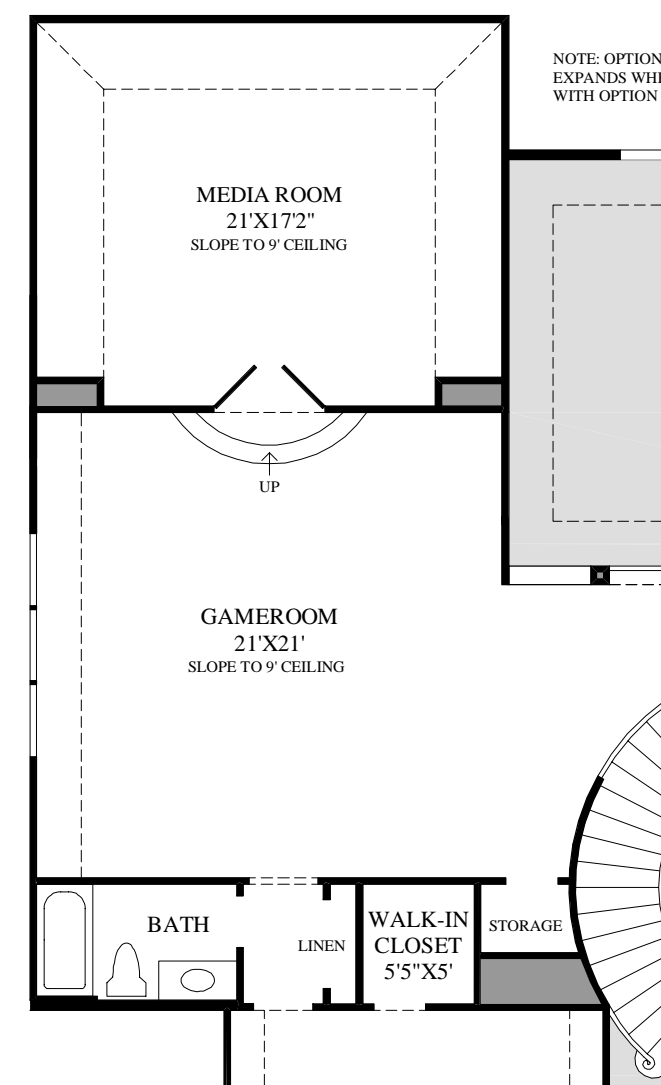 NOTE: OPTION
EXPANDS WHE
WITH OPTION
MEDIA ROOM
21'X17'2"
SLOPE TO 9' CEILING
UP
GAMEROOM
21'X21'
SLOPE TO 9' CEILING
BATH
LINEN
WALK-IN
CLOSET
5'5"X5'
STORAGE